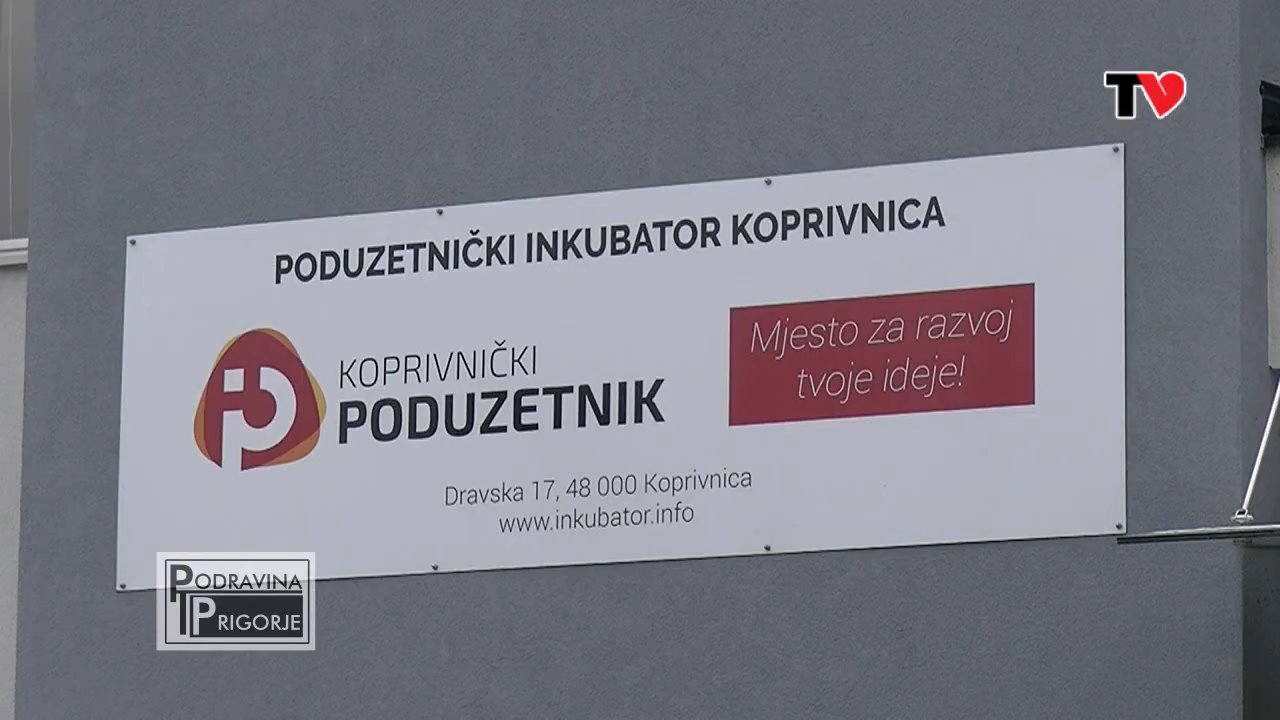 TV
PODUZETNIČKI INKUBATOR KOPRIVNICA
KOPRIVNIČKI
PODUZETNIK
Mjesto za razvoj
tvoje ideje!
Dravska 17, 48 000 Koprivnica
www.inkubator.info
PODRAVINA
PRIGORJE